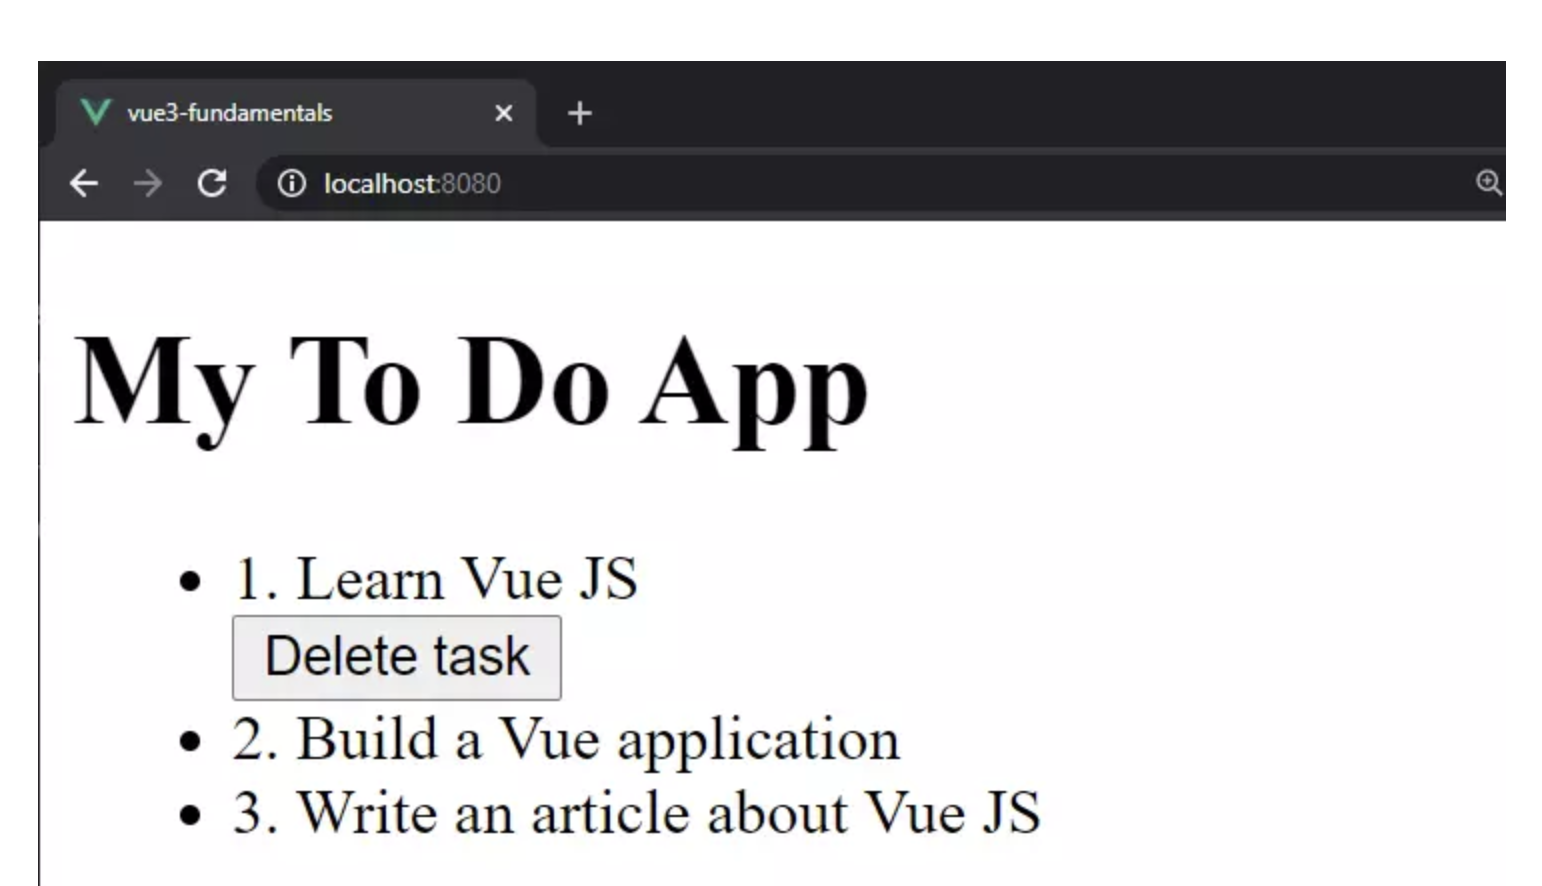 vue3-fundamentals
localhost:8080
My To Do App
1. Learn Vue JS
Delete task
2. Build a Vue application
3. Write an article about Vue JS